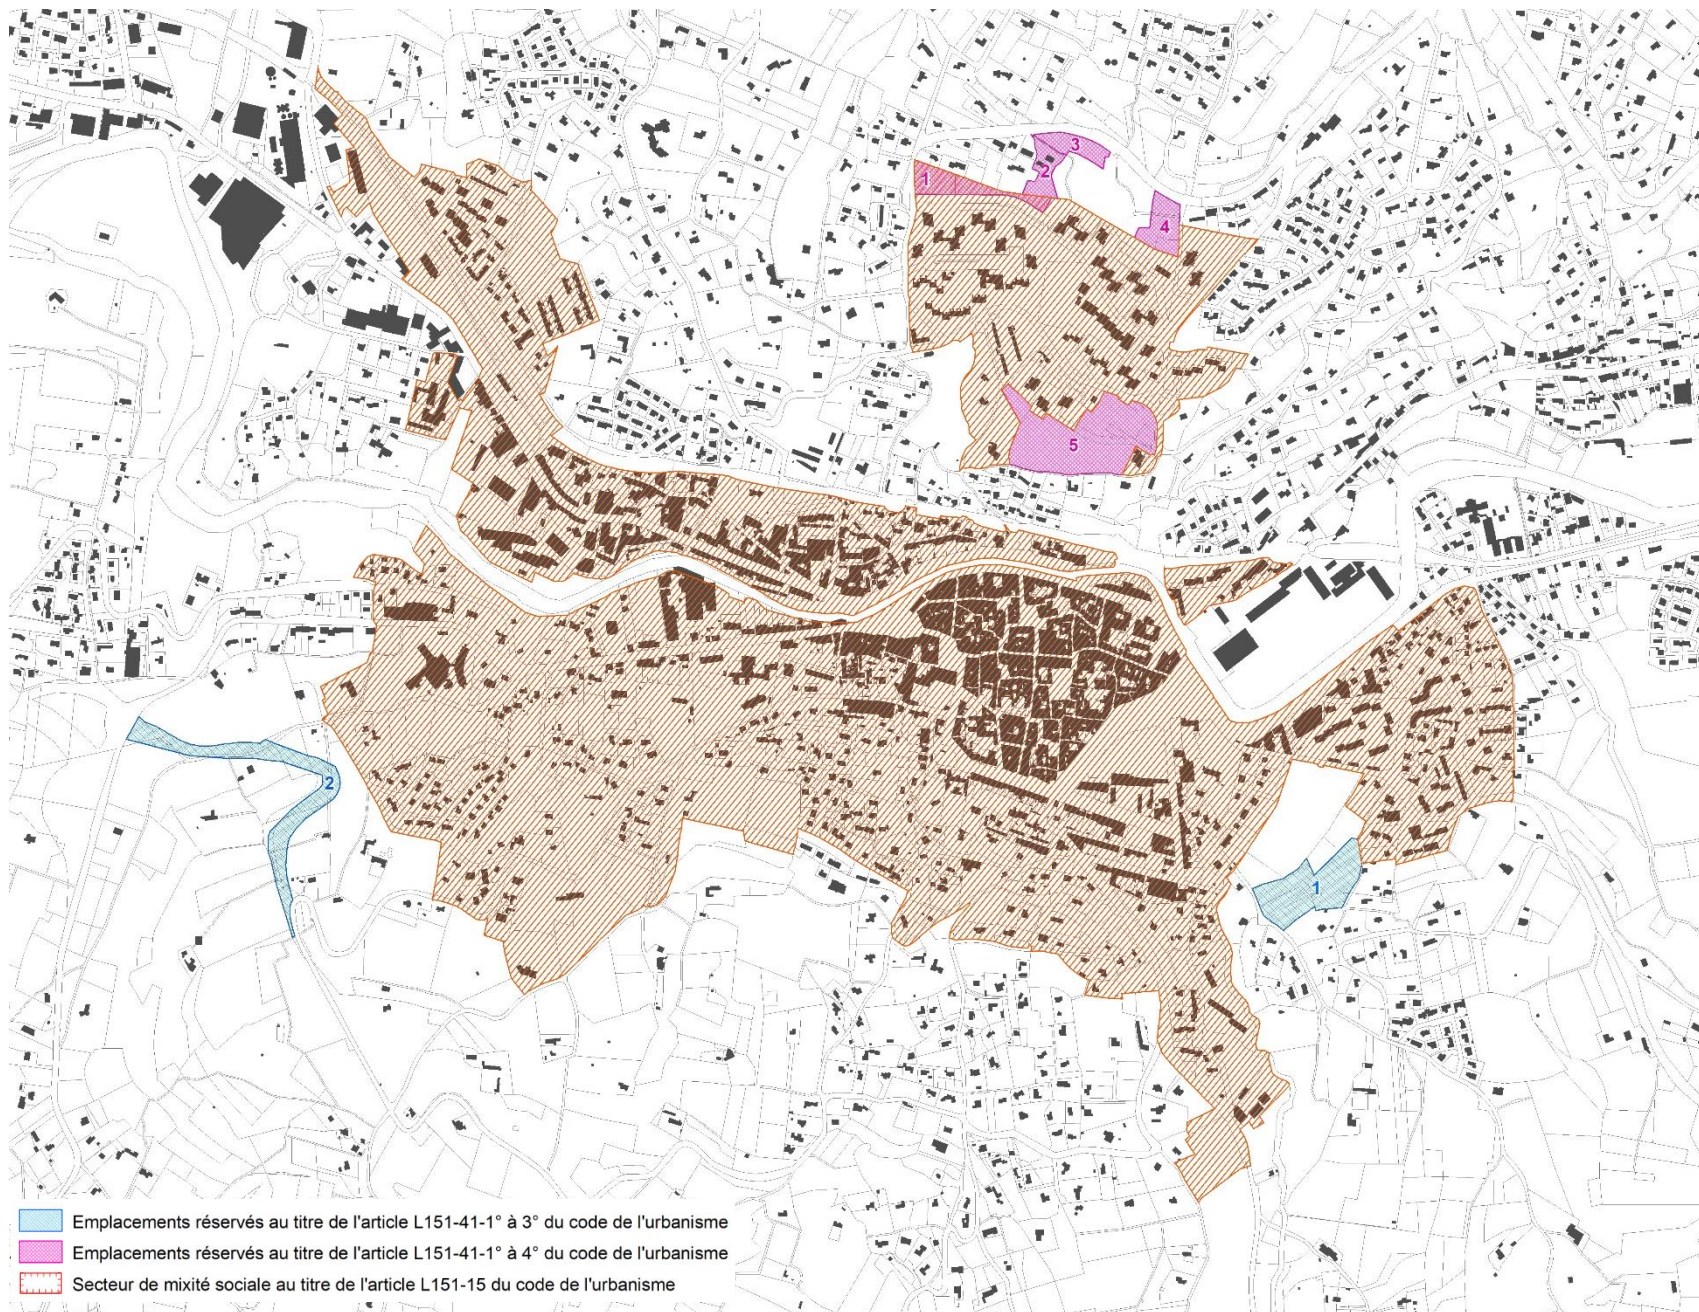 3
1
2
4
5
2
1
Emplacements réservés au titre de l'article L151-41-1° à 3° du code de l'urbanisme
Emplacements réservés au titre de l'article L151-41-1° à 4° du code de l'urbanisme
Secteur de mixité sociale au titre de l'article L151-15 du code de l'urbanisme